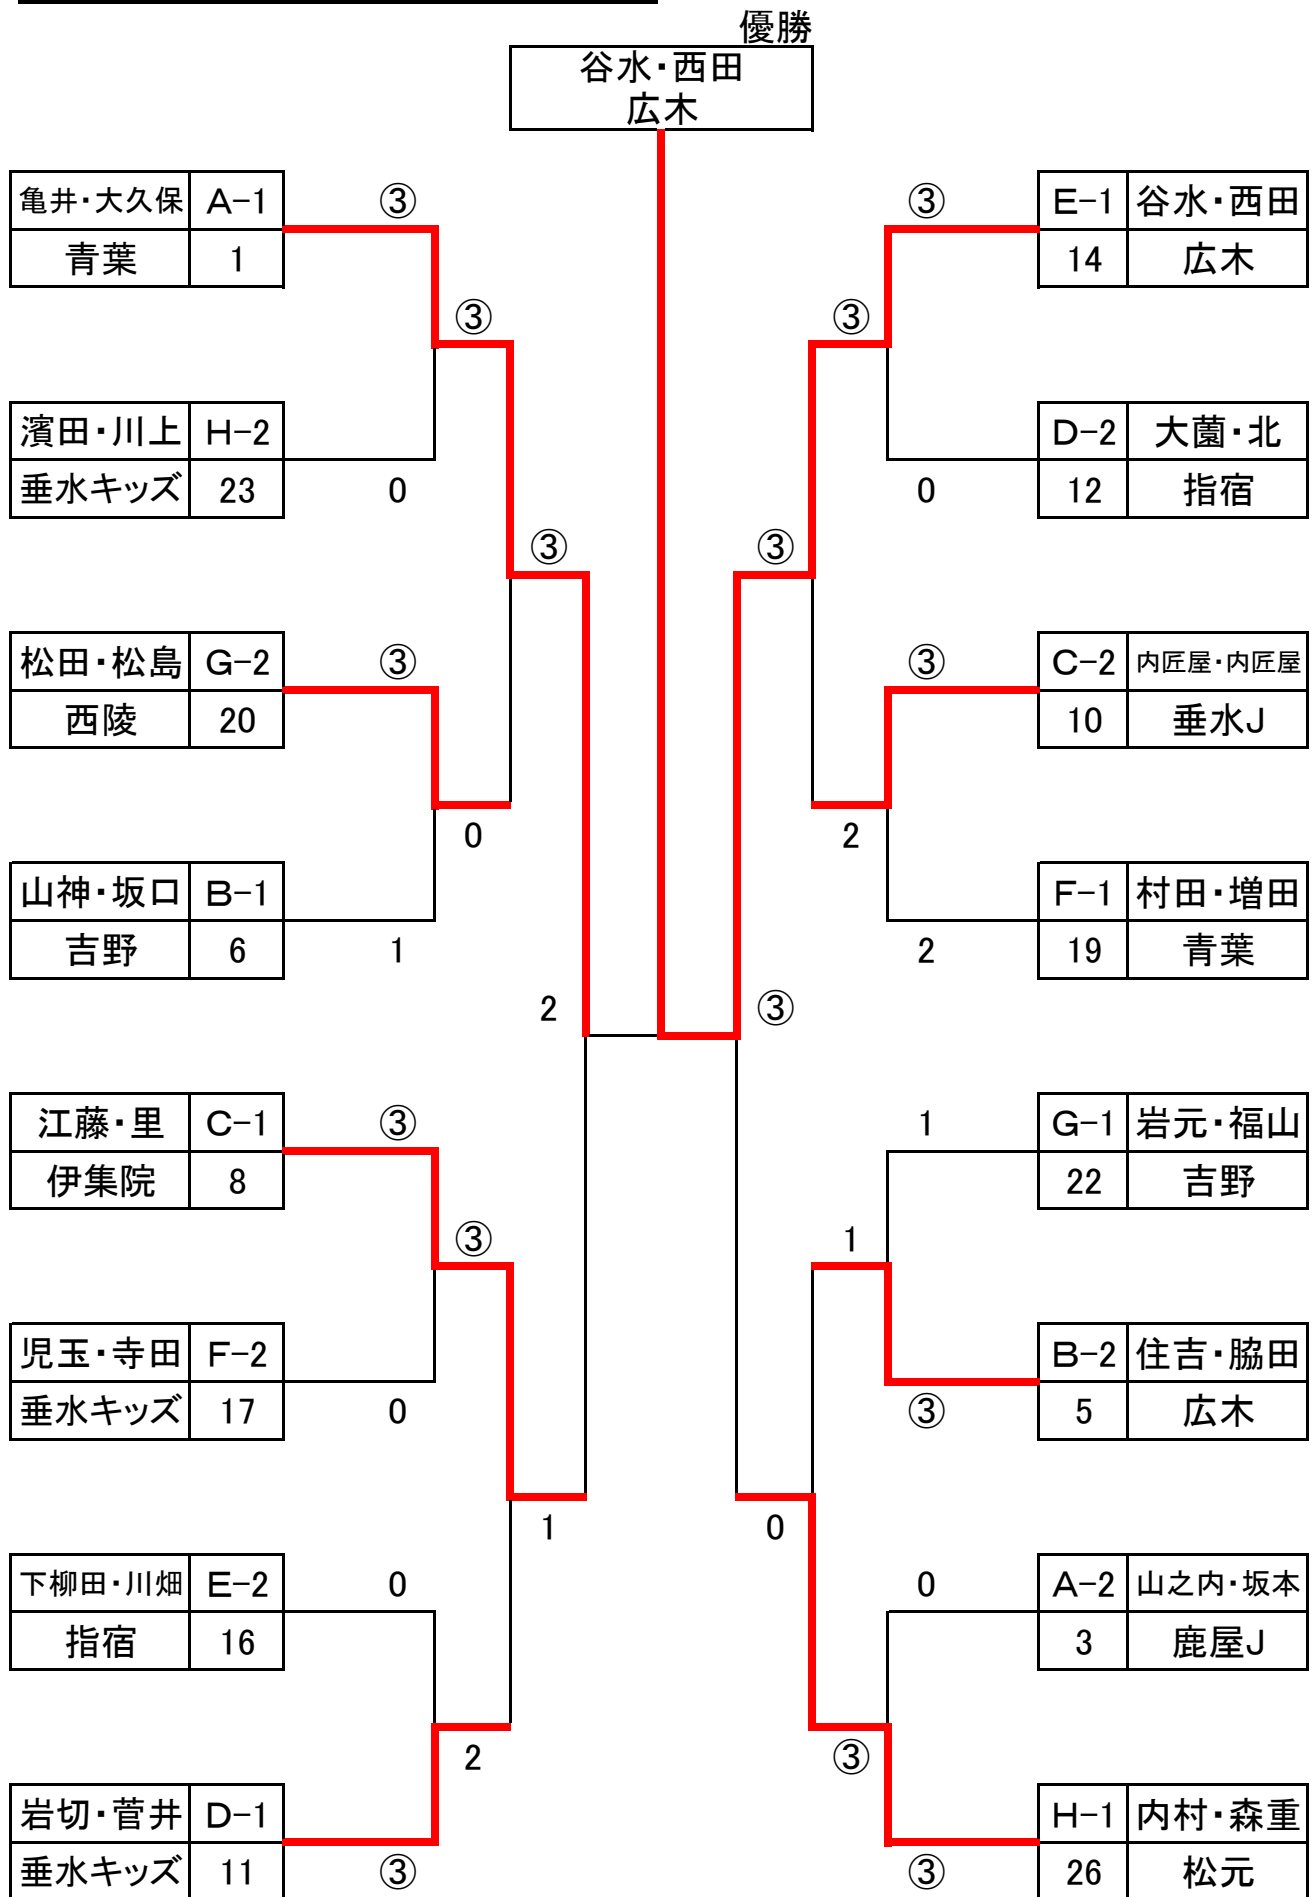 優勝
谷水・西田
広木
亀井・大久保 A-1 ③ ③ E-1 谷水・西田
青葉 1 14 広木
③ ③
濱田・川上 H-2 D-2 大薗・北
垂水キッズ 23 0 0 12 指宿
③ ③
松田・松島 G-2 ③ ③ C-2 内匠屋・内匠屋
西陵 20 10 垂水J
0 2
山神・坂口 B-1 F-1 村田・増田
吉野 6 1 2 19 青葉
2 ③
江藤・里 C-1 ③ 1 G-1 岩元・福山
伊集院 8 22 吉野
③ 1
児玉・寺田 F-2 B-2 住吉・脇田
垂水キッズ 17 0 ③ 5 広木
1 0
下柳田・川畑 E-2 0 0 A-2 山之内・坂本
指宿 16 3 鹿屋J
2 ③
岩切・菅井 D-1 H-1 内村・森重
垂水キッズ 11 ③ ③ 26 松元